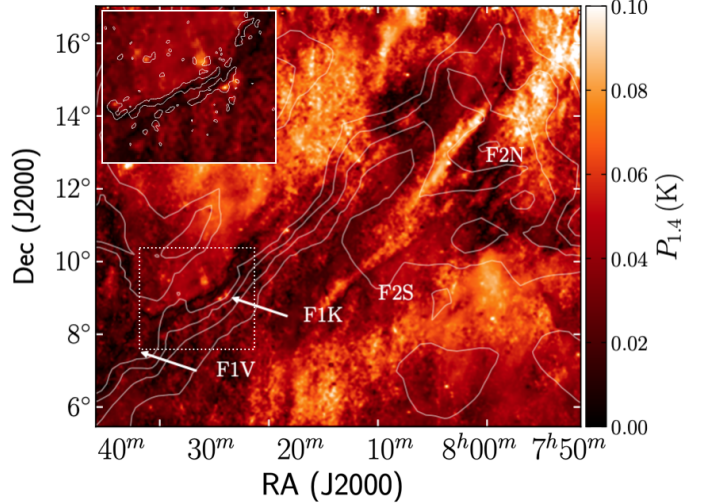 16°
14°
12°
10°
8°
6°
Dec (J2000)
F2N
F2S
F1K
F1V
40ᵐ 30ᵐ 20ᵐ 10ᵐ 8ʰ00ᵐ 7ʰ50ᵐ
RA (J2000)
0.10
0.08
0.06
0.04
0.02
0.00
P₁.₄ (K)